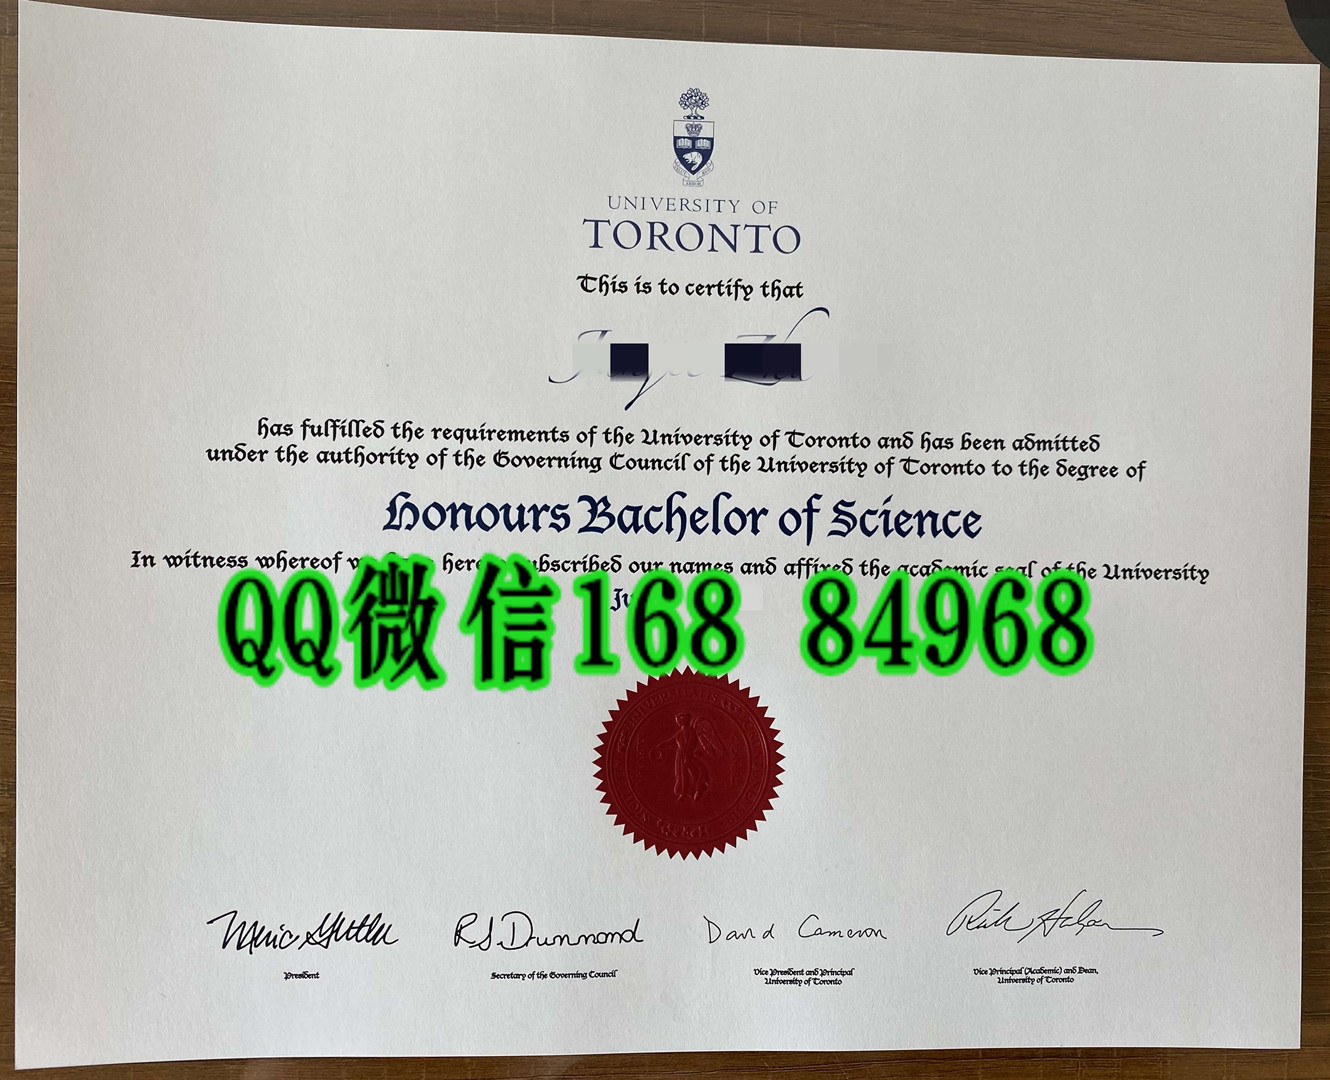 UNIVERSITY OF
TORONTO
This is to certify that
has fulfilled the requirements of the University of Toronto and has been admitted
under the authority of the Governing Council of the University of Toronto to the degree of
Honours Bachelor of Science
In witness whereof here subscribed our names and affixed the academic seal of the University
QQ微信168 84968
Meric Gertler
RS Drummond
David Cameron
President
Secretary of the Governing Council
Vice President and Principal
University of Toronto
Vice Principal (Academic) and Dean,
University of Toronto